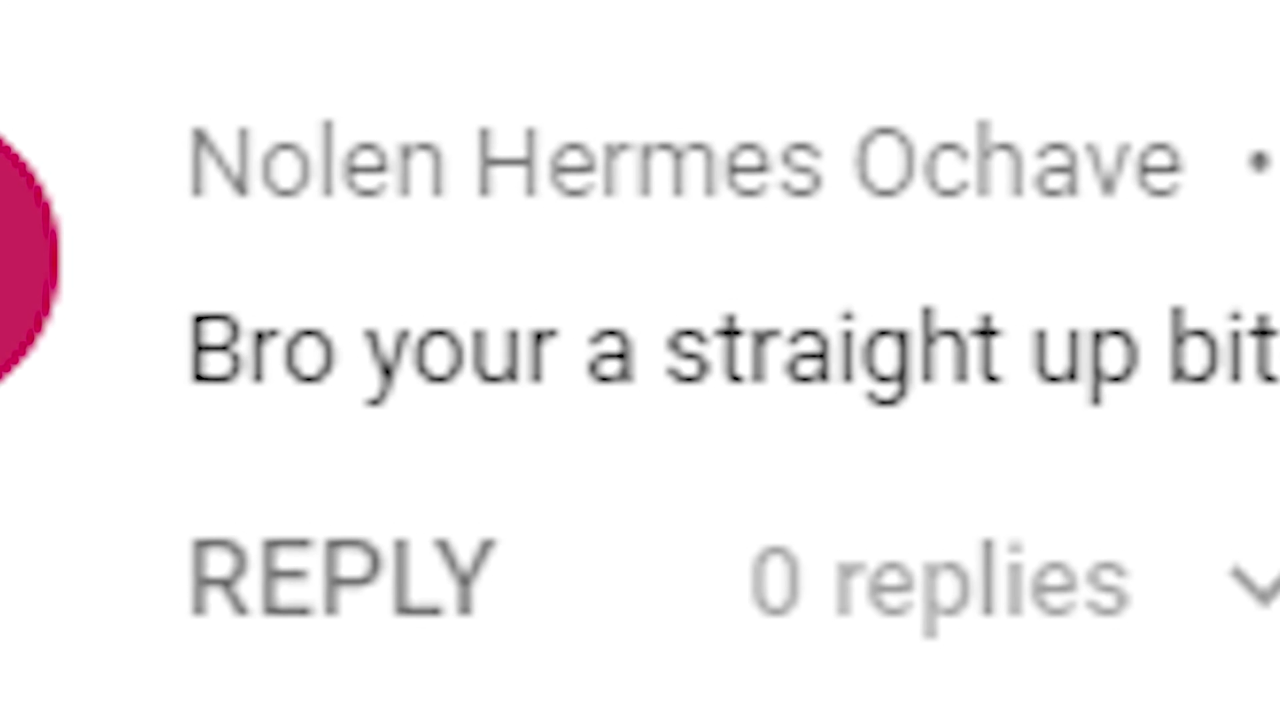 Nolen Hermes Ochave •
Bro your a straight up bit
REPLY 0 replies